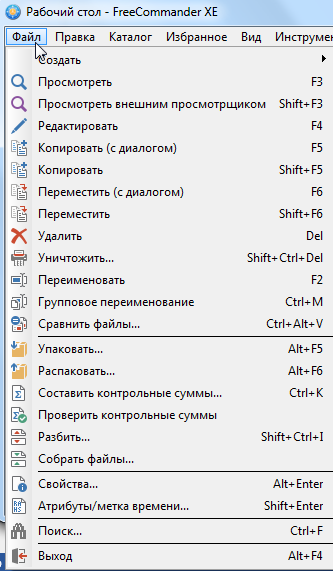 Рабочий стол - FreeCommander XE
Файл Правка Каталог Избранное Вид
Создать
Просмотреть F3
Просмотреть внешним просмотрщиком Shift+F3
Редактировать F4
Копировать (с диалогом) F5
Копировать Shift+F5
Переместить (с диалогом) F6
Переместить Shift+F6
Удалить Del
Уничтожить... Shift+Ctrl+Del
Переименовать F2
Групповое переименование Ctrl+M
Сравнить файлы... Ctrl+Alt+V
Упаковать... Alt+F5
Распаковать... Alt+F6
Составить контрольные суммы... Ctrl+K
Проверить контрольные суммы
Разбить... Shift+Ctrl+I
Собрать файлы...
Свойства... Alt+Enter
Атрибуты/метка времени... Shift+Enter
Поиск... Ctrl+F
Выход Alt+F4